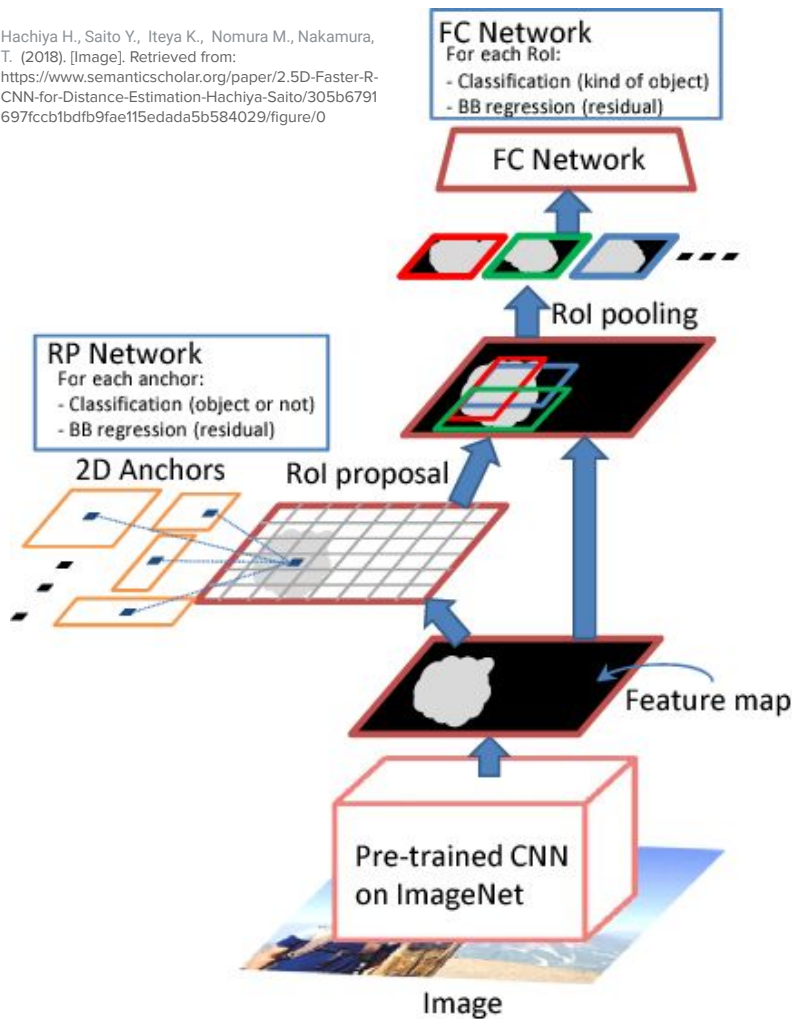 Hachiya H., Saito Y., Iteya K., Nomura M., Nakamura,
T. (2018). [Image]. Retrieved from:
https://www.semanticscholar.org/paper/2.5D-Faster-R-
CNN-for-Distance-Estimation-Hachiya-Saito/305b6791
697fccb1bdfb9fae115edada5b584029/figure/0
FC Network
For each RoI:
- Classification (kind of object)
- BB regression (residual)
FC Network
RoI pooling
RP Network
For each anchor:
- Classification (object or not)
- BB regression (residual)
2D Anchors
RoI proposal
Feature map
Pre-trained CNN
on ImageNet
Image